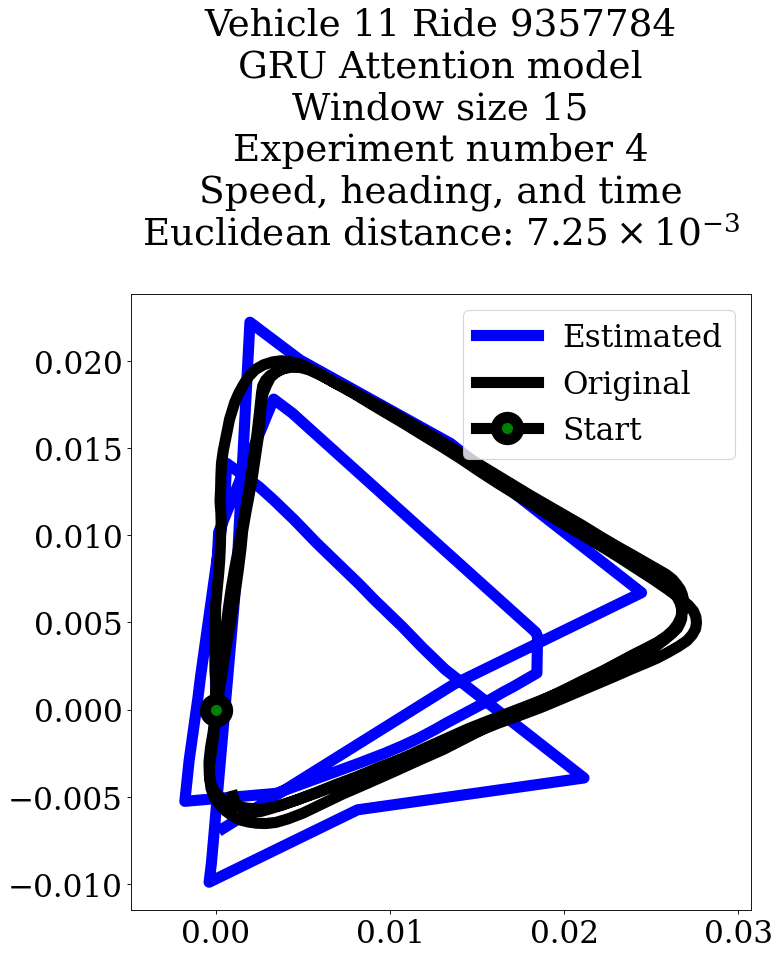 Vehicle 11 Ride 9357784
GRU Attention model
Window size 15
Experiment number 4
Speed, heading, and time
Euclidean distance: 7.25 × 10⁻³
Estimated
Original
Start
0.020
0.015
0.010
0.005
0.000
−0.005
−0.010
0.00 0.01 0.02 0.03